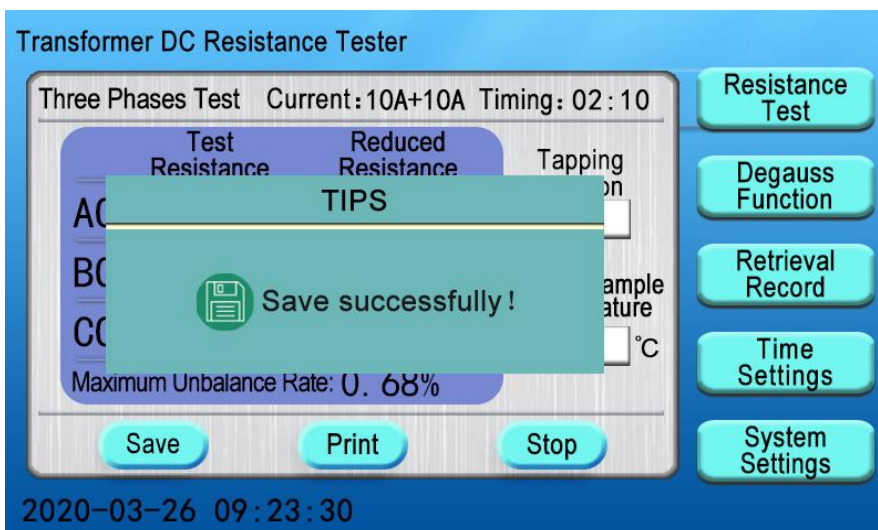 Transformer DC Resistance Tester
Three Phases Test Current:10A+10A Timing:02:10
Test Resistance
Reduced Resistance
Tapping
TIPS
Save successfully!
℃
Maximum Unbalance Rate: 0.68%
Save
Print
Stop
Resistance
Test
Degauss
Function
Retrieval
Record
Time
Settings
System
Settings
2020-03-26 09:23:30